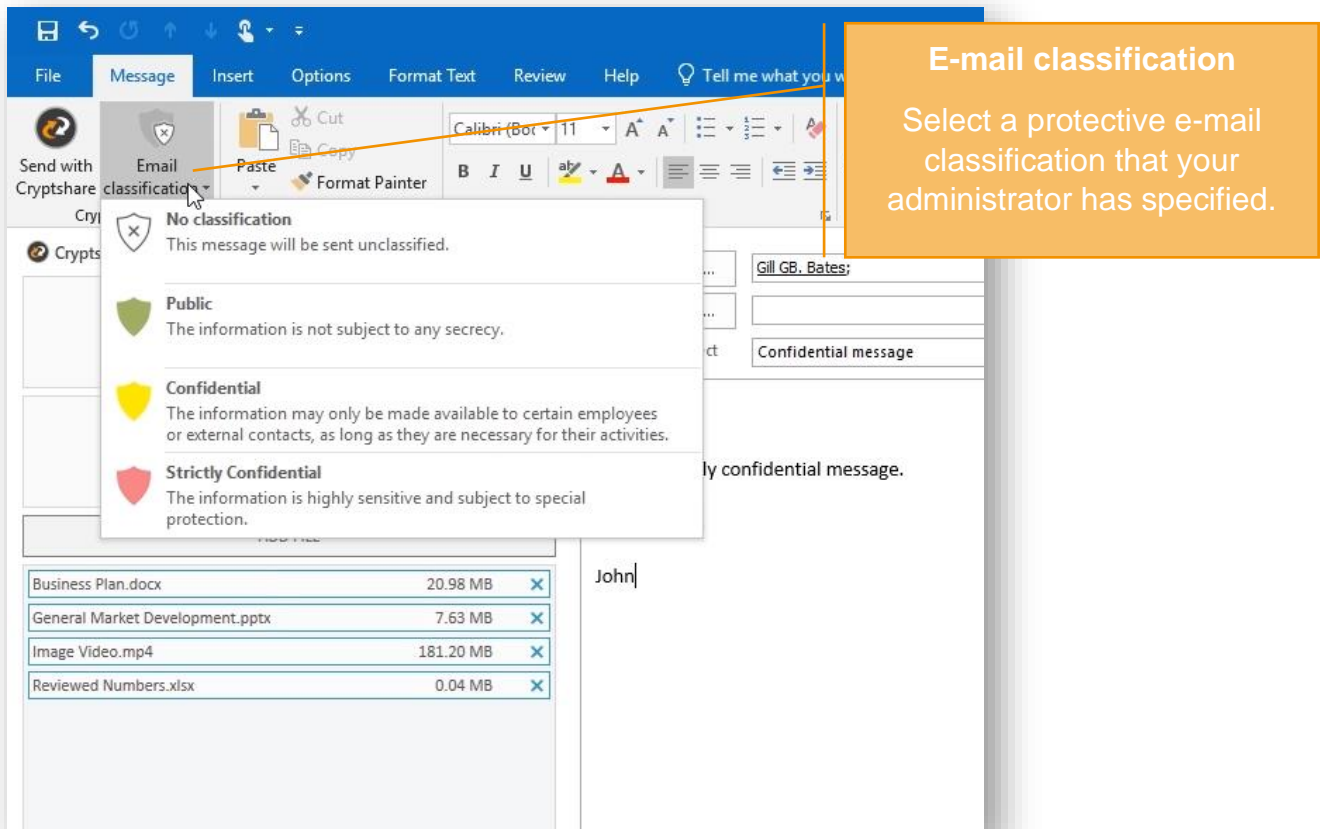 File Message Insert Options Format Text Review Help Tell me what you w
E-mail classification
Select a protective e-mail
classification that your
administrator has specified.
Send with
Cryptshare
Email
classification
Paste
Cut
Copy
Format Painter
Calibri (Boc 11
B I U
Cry
No classification
This message will be sent unclassified.
Public
The information is not subject to any secrecy.
Confidential
The information may only be made available to certain employees
or external contacts, as long as they are necessary for their activities.
Strictly Confidential
The information is highly sensitive and subject to special
protection.
Crypts
...
Gill GB. Bates;
...
ct
Confidential message
ly confidential message.
John
Business Plan.docx 20.98 MB
General Market Development.pptx 7.63 MB
Image Video.mp4 181.20 MB
Reviewed Numbers.xlsx 0.04 MB